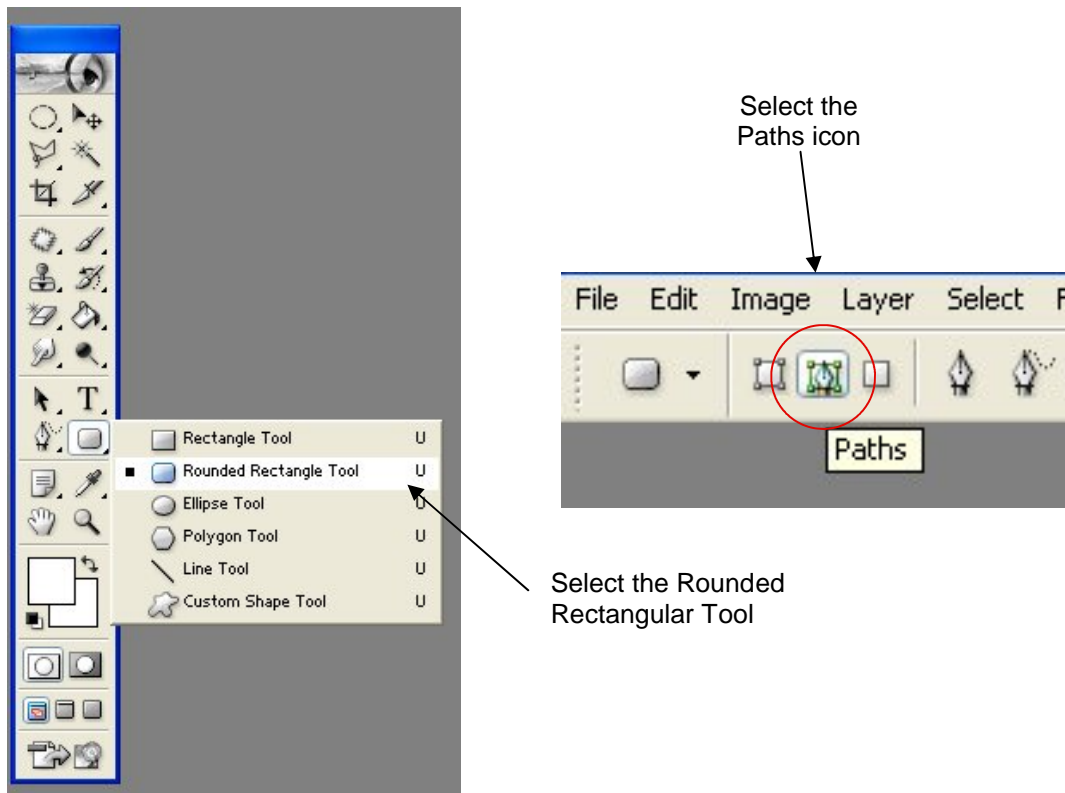 Select the
Paths icon
File Edit Image Layer Select F
Paths
T
Rectangle Tool U
Rounded Rectangle Tool U
Ellipse Tool U
Polygon Tool U
Line Tool U
Custom Shape Tool U
Select the Rounded
Rectangular Tool